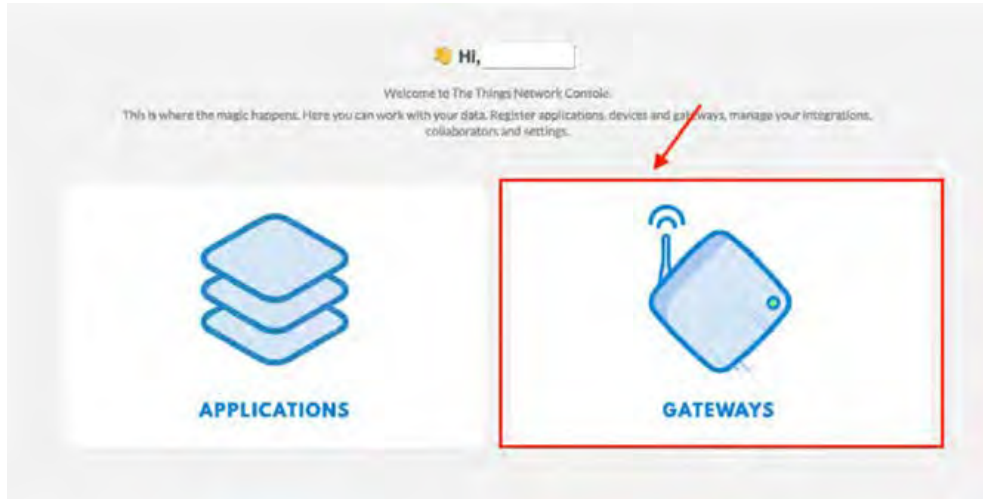 👋 Hi,
Welcome to The Things Network Console.
This is where the magic happens. Here you can work with your data. Register applications, devices and gateways, manage your integrations,
collaborators and settings.
APPLICATIONS
GATEWAYS